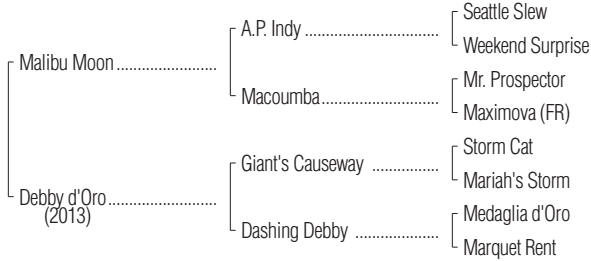 Seattle Slew
A.P. Indy
Weekend Surprise
Malibu Moon
Mr. Prospector
Macoumba
Maximova (FR)
Storm Cat
Giant's Causeway
Mariah's Storm
Debby d'Oro
(2013)
Medaglia d'Oro
Dashing Debby
Marquet Rent